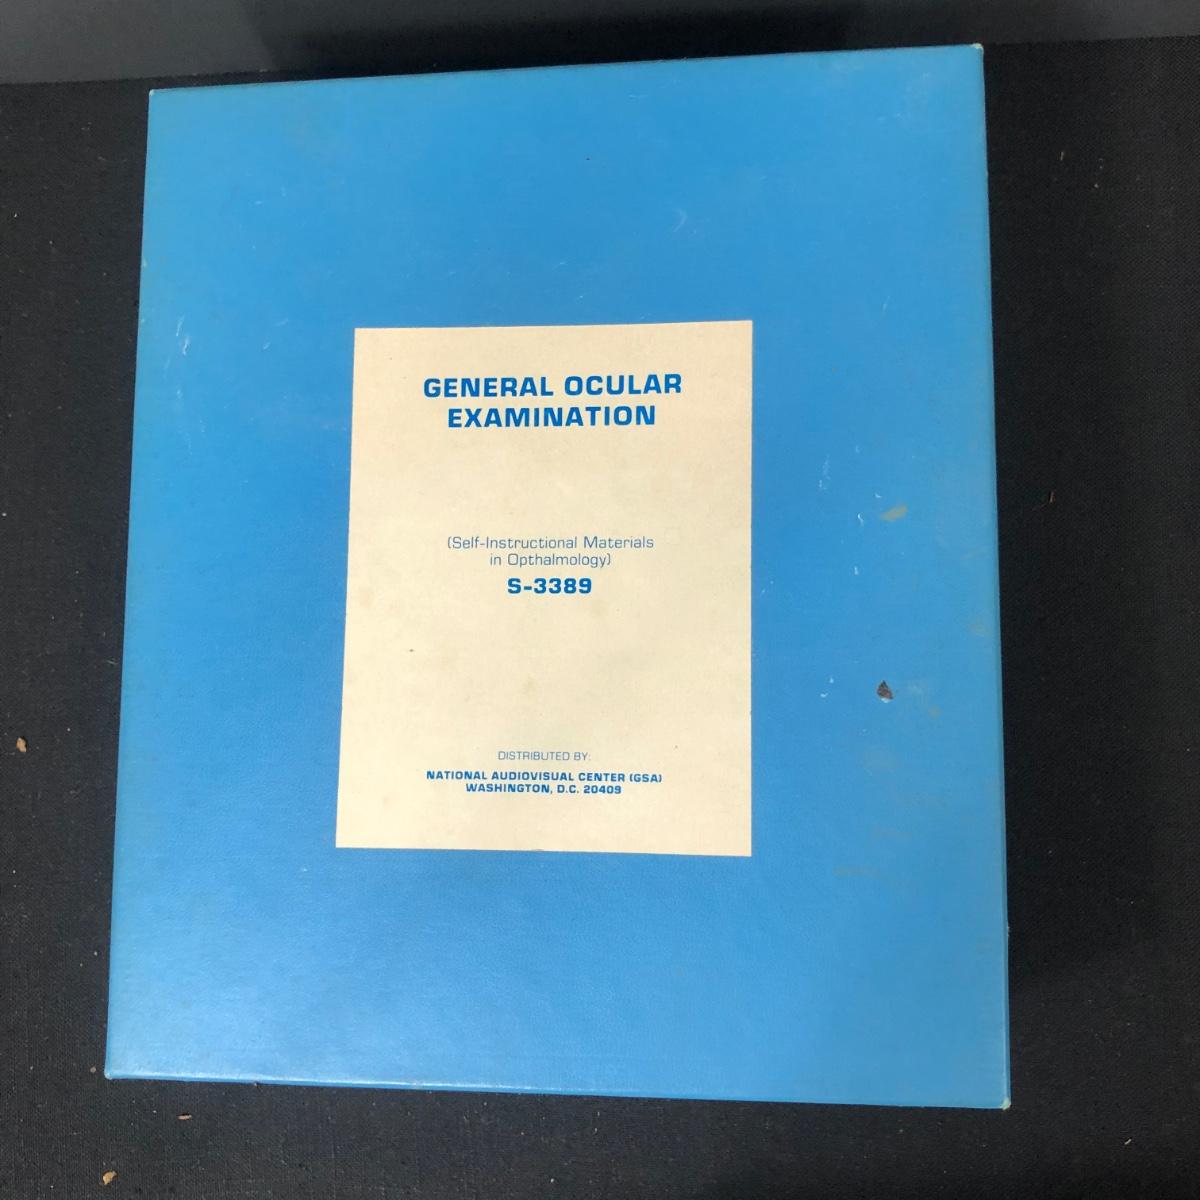 GENERAL OCULAR
EXAMINATION
(Self-Instructional Materials
in Opthalmology)
S-3389
DISTRIBUTED BY:
NATIONAL AUDIOVISUAL CENTER (GSA)
WASHINGTON, D.C. 20409